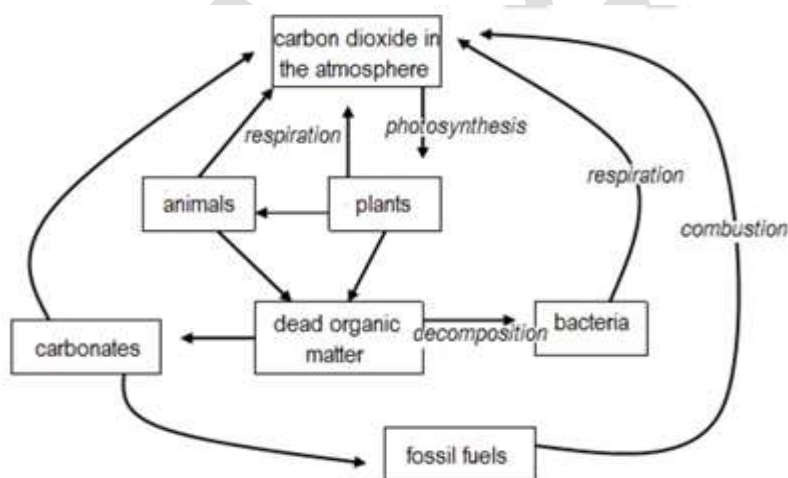 carbon dioxide in
the atmosphere
respiration
photosynthesis
animals
plants
respiration
combustion
dead organic
matter
decomposition
bacteria
carbonates
fossil fuels